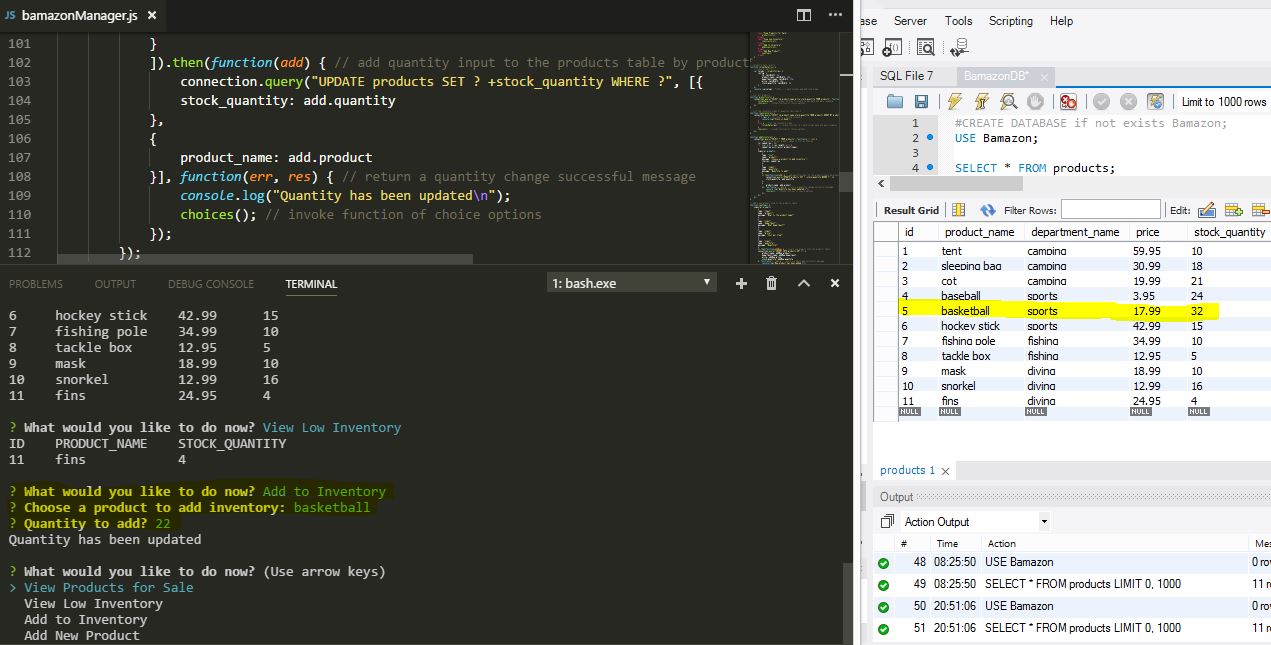 JS bamazonManager.js ×
101 }
102 ]).then(function(add) { // add quantity input to the products table by product
103 connection.query("UPDATE products SET ? +stock_quantity WHERE ?", [{
104 stock_quantity: add.quantity
105 },
106 {
107 product_name: add.product
108 }], function(err, res) { // return a quantity change successful message
109 console.log("Quantity has been updated\n");
110 choices(); // invoke function of choice options
111 });
112 });
PROBLEMS OUTPUT DEBUG CONSOLE TERMINAL 1: bash.exe
6 hockey stick 42.99 15
7 fishing pole 34.99 10
8 tackle box 12.95 5
9 mask 18.99 10
10 snorkel 12.99 16
11 fins 24.95 4
? What would you like to do now? View Low Inventory
ID PRODUCT_NAME STOCK_QUANTITY
11 fins 4
? What would you like to do now? Add to Inventory
? Choose a product to add inventory: basketball
? Quantity to add? 22
Quantity has been updated
? What would you like to do now? (Use arrow keys)
> View Products for Sale
View Low Inventory
Add to Inventory
Add New Product
ase Server Tools Scripting Help
SQL File 7 BamazonDB* ×
Limit to 1000 rows
1 #CREATE DATABASE if not exists Bamazon;
2 USE Bamazon;
3
4 SELECT * FROM products;
Result Grid Filter Rows: Edit:
id product_name department_name price stock_quantity
1 tent camping 59.95 10
2 sleeping bag camping 30.99 18
3 cot camping 19.99 21
4 baseball sports 3.95 24
5 basketball sports 17.99 32
6 hockey stick sports 42.99 15
7 fishing pole fishing 34.99 10
8 tackle box fishing 12.95 5
9 mask diving 18.99 10
10 snorkel diving 12.99 16
11 fins diving 24.95 4
NULL NULL NULL NULL NULL
products 1 ×
Output
Action Output
# Time Action Mes
48 08:25:50 USE Bamazon 0 ro
49 08:25:50 SELECT * FROM products LIMIT 0, 1000 11 r
50 20:51:06 USE Bamazon 0 ro
51 20:51:06 SELECT * FROM products LIMIT 0, 1000 11 r